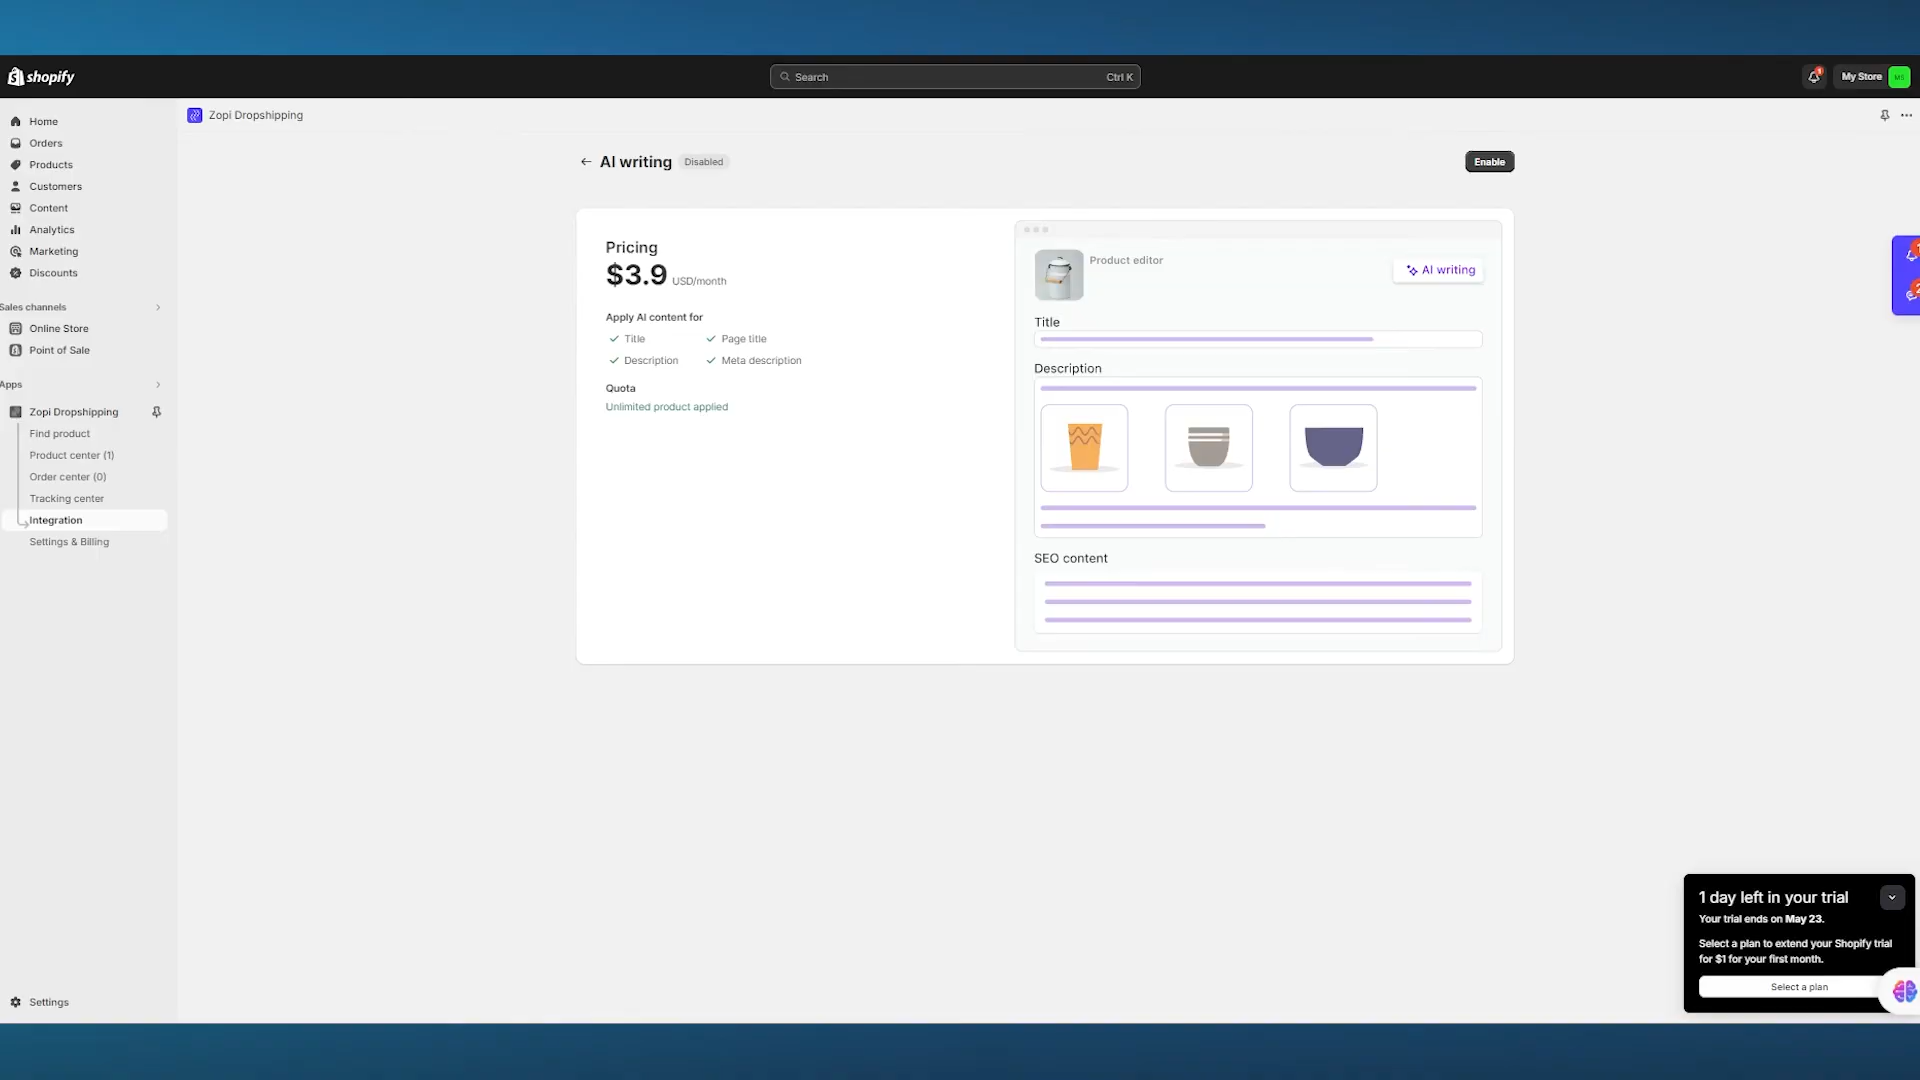 shopify
Search Ctrl K
My Store
Home
Orders
Products
Customers
Content
Analytics
Marketing
Discounts
Sales channels
Online Store
Point of Sale
Apps
Zopi Dropshipping
Find product
Product center (1)
Order center (0)
Tracking center
Integration
Settings & Billing
Settings
Zopi Dropshipping
AI writing Disabled
Enable
Pricing
$3.9 USD/month
Apply AI content for
Title Page title
Description Meta description
Quota
Unlimited product applied
Product editor
AI writing
Title
Description
SEO content
1 day left in your trial
Your trial ends on May 23.
Select a plan to extend your Shopify trial
for $1 for your first month.
Select a plan